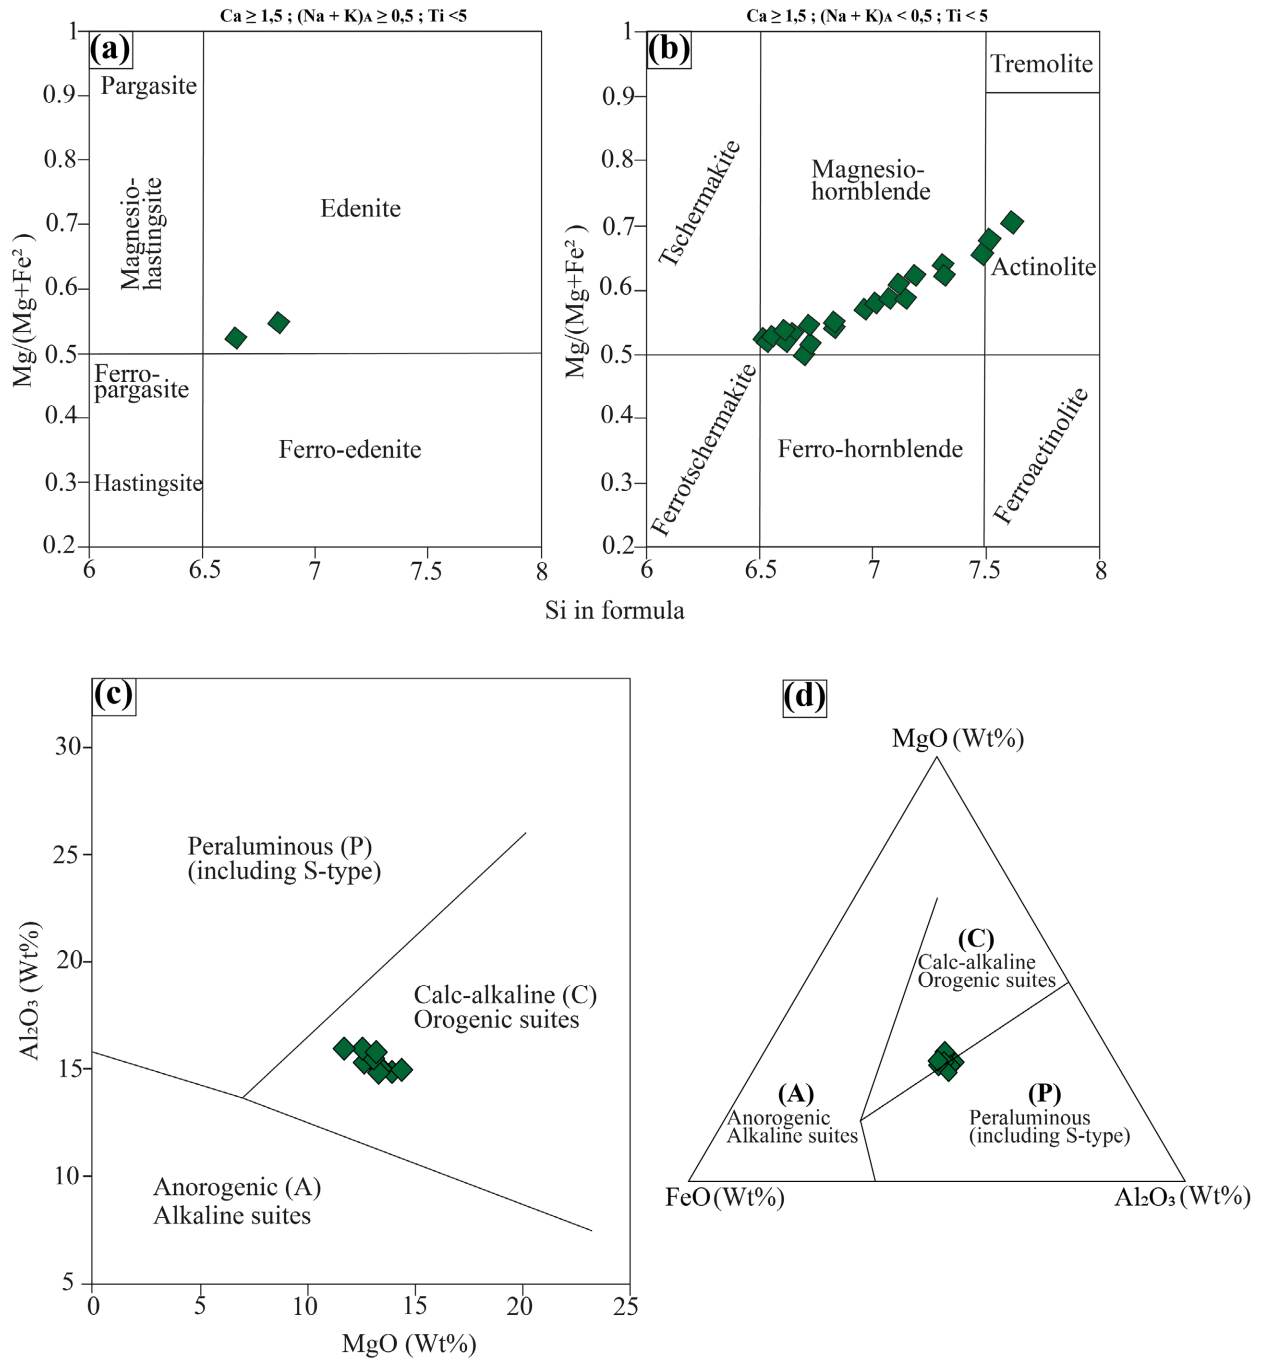 Ca ≥ 1,5 ; (Na + K)A ≥ 0,5 ; Ti <5
(a)
1
0.9
0.8
0.7
0.6
0.5
0.4
0.3
0.2
Mg/(Mg+Fe² )
Pargasite
Magnesio-
hastingsite
Edenite
Ferro-
pargasite
Hastingsite
Ferro-edenite
6
6.5
7
7.5
8
Ca ≥ 1,5 ; (Na + K)A < 0,5 ; Ti < 5
(b)
1
0.9
0.8
0.7
0.6
0.5
0.4
0.3
0.2
Mg/(Mg+Fe² )
Tschermakite
Magnesio-
hornblende
Tremolite
Actinolite
Ferrotschermakite
Ferro-hornblende
Ferroactinolite
6
6.5
7
7.5
8
Si in formula
(c)
30
25
20
15
10
5
Al₂O₃ (Wt%)
Peraluminous (P)
(including S-type)
Calc-alkaline (C)
Orogenic suites
Anorogenic (A)
Alkaline suites
0
5
10
15
20
25
MgO (Wt%)
(d)
MgO (Wt%)
(C)
Calc-alkaline
Orogenic suites
(A)
Anorogenic
Alkaline suites
(P)
Peraluminous
(including S-type)
FeO (Wt%)
Al₂O₃ (Wt%)